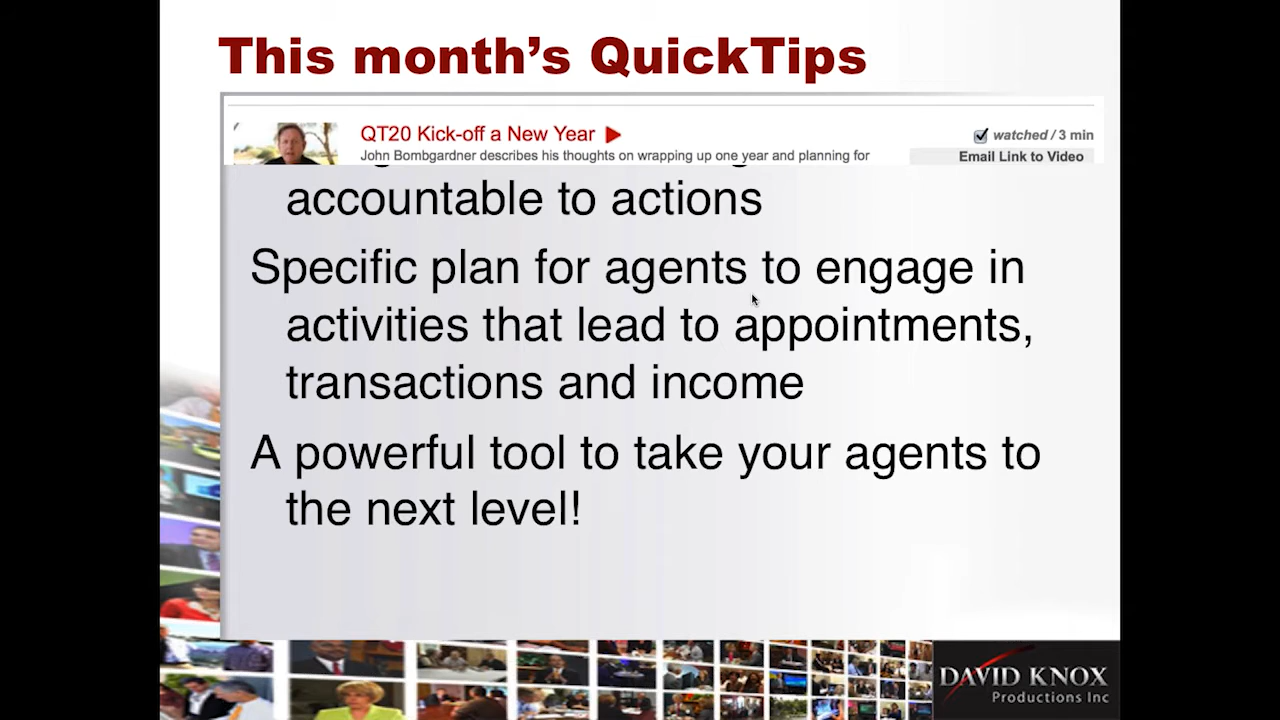 This month's QuickTips
QT20 Kick-off a New Year
watched / 3 min
John Bombgardner describes his thoughts on wrapping up one year and planning for
Email Link to Video
accountable to actions
Specific plan for agents to engage in
activities that lead to appointments,
transactions and income
A powerful tool to take your agents to
the next level!
DAVID KNOX
Productions Inc